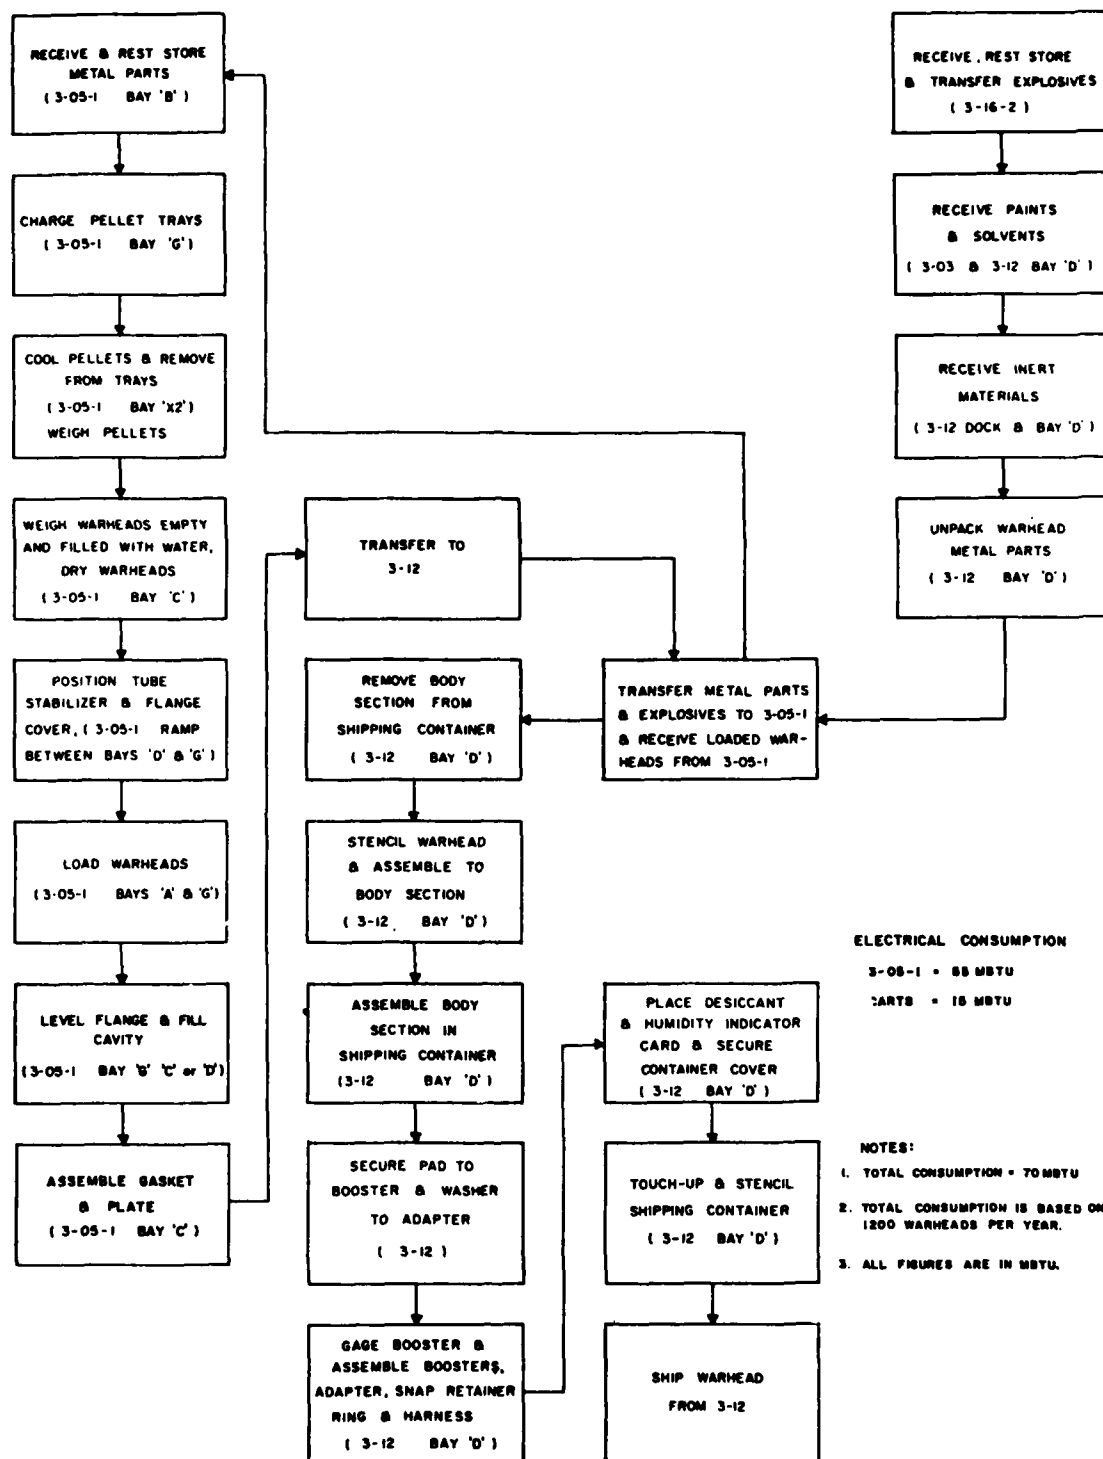 RECEIVE & REST STORE
METAL PARTS
( 3-05-1 BAY 'B' )
CHARGE PELLET TRAYS
( 3-05-1 BAY 'G' )
COOL PELLETS & REMOVE
FROM TRAYS
( 3-05-1 BAY 'X2' )
WEIGH PELLETS
WEIGH WARHEADS EMPTY
AND FILLED WITH WATER,
DRY WARHEADS
( 3-05-1 BAY 'C' )
POSITION TUBE
STABILIZER & FLANGE
COVER, ( 3-05-1 RAMP
BETWEEN BAYS 'D' & 'G' )
LOAD WARHEADS
( 3-05-1 BAYS 'A' & 'G' )
LEVEL FLANGE & FILL
CAVITY
( 3-05-1 BAY 'G' 'C' or 'D' )
ASSEMBLE GASKET
& PLATE
( 3-05-1 BAY 'C' )
TRANSFER TO
3-12
REMOVE BODY
SECTION FROM
SHIPPING CONTAINER
( 3-12 BAY 'D' )
STENCIL WARHEAD
& ASSEMBLE TO
BODY SECTION
( 3-12 BAY 'D' )
ASSEMBLE BODY
SECTION IN
SHIPPING CONTAINER
( 3-12 BAY 'D' )
SECURE PAD TO
BOOSTER & WASHER
TO ADAPTER
( 3-12 )
GAGE BOOSTER &
ASSEMBLE BOOSTERS,
ADAPTER, SNAP RETAINER
RING & HARNESS
( 3-12 BAY 'D' )
TRANSFER METAL PARTS
& EXPLOSIVES TO 3-05-1
& RECEIVE LOADED WAR-
HEADS FROM 3-05-1
PLACE DESICCANT
& HUMIDITY INDICATOR
CARD & SECURE
CONTAINER COVER
( 3-12 BAY 'D' )
TOUCH-UP & STENCIL
SHIPPING CONTAINER
( 3-12 BAY 'D' )
SHIP WARHEAD
FROM 3-12
RECEIVE, REST STORE
& TRANSFER EXPLOSIVES
( 3-16-2 )
RECEIVE PAINTS
& SOLVENTS
( 3-03 & 3-12 BAY 'D' )
RECEIVE INERT
MATERIALS
( 3-12 DOCK & BAY 'D' )
UNPACK WARHEAD
METAL PARTS
( 3-12 BAY 'D' )
ELECTRICAL CONSUMPTION
3-05-1 = 55 MBTU
CARTS = 15 MBTU
NOTES:
1. TOTAL CONSUMPTION = 70 MBTU
2. TOTAL CONSUMPTION IS BASED ON
1200 WARHEADS PER YEAR.
3. ALL FIGURES ARE IN MBTU.